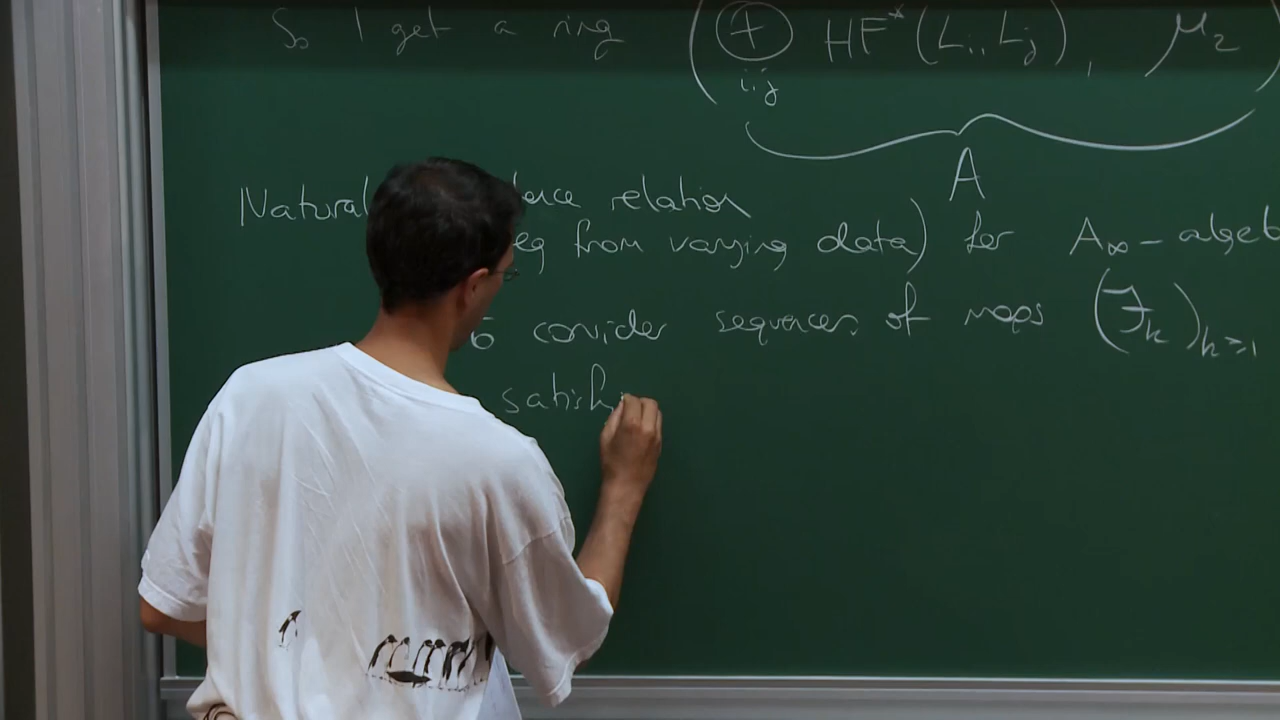 So I get a ring ( ⊕ HF*(Li, Lj), μ2
i,j
A
Natural relation
eg from varying data) for A∞ - algeb
consider sequences of maps (Fk)k≥1
satisfy